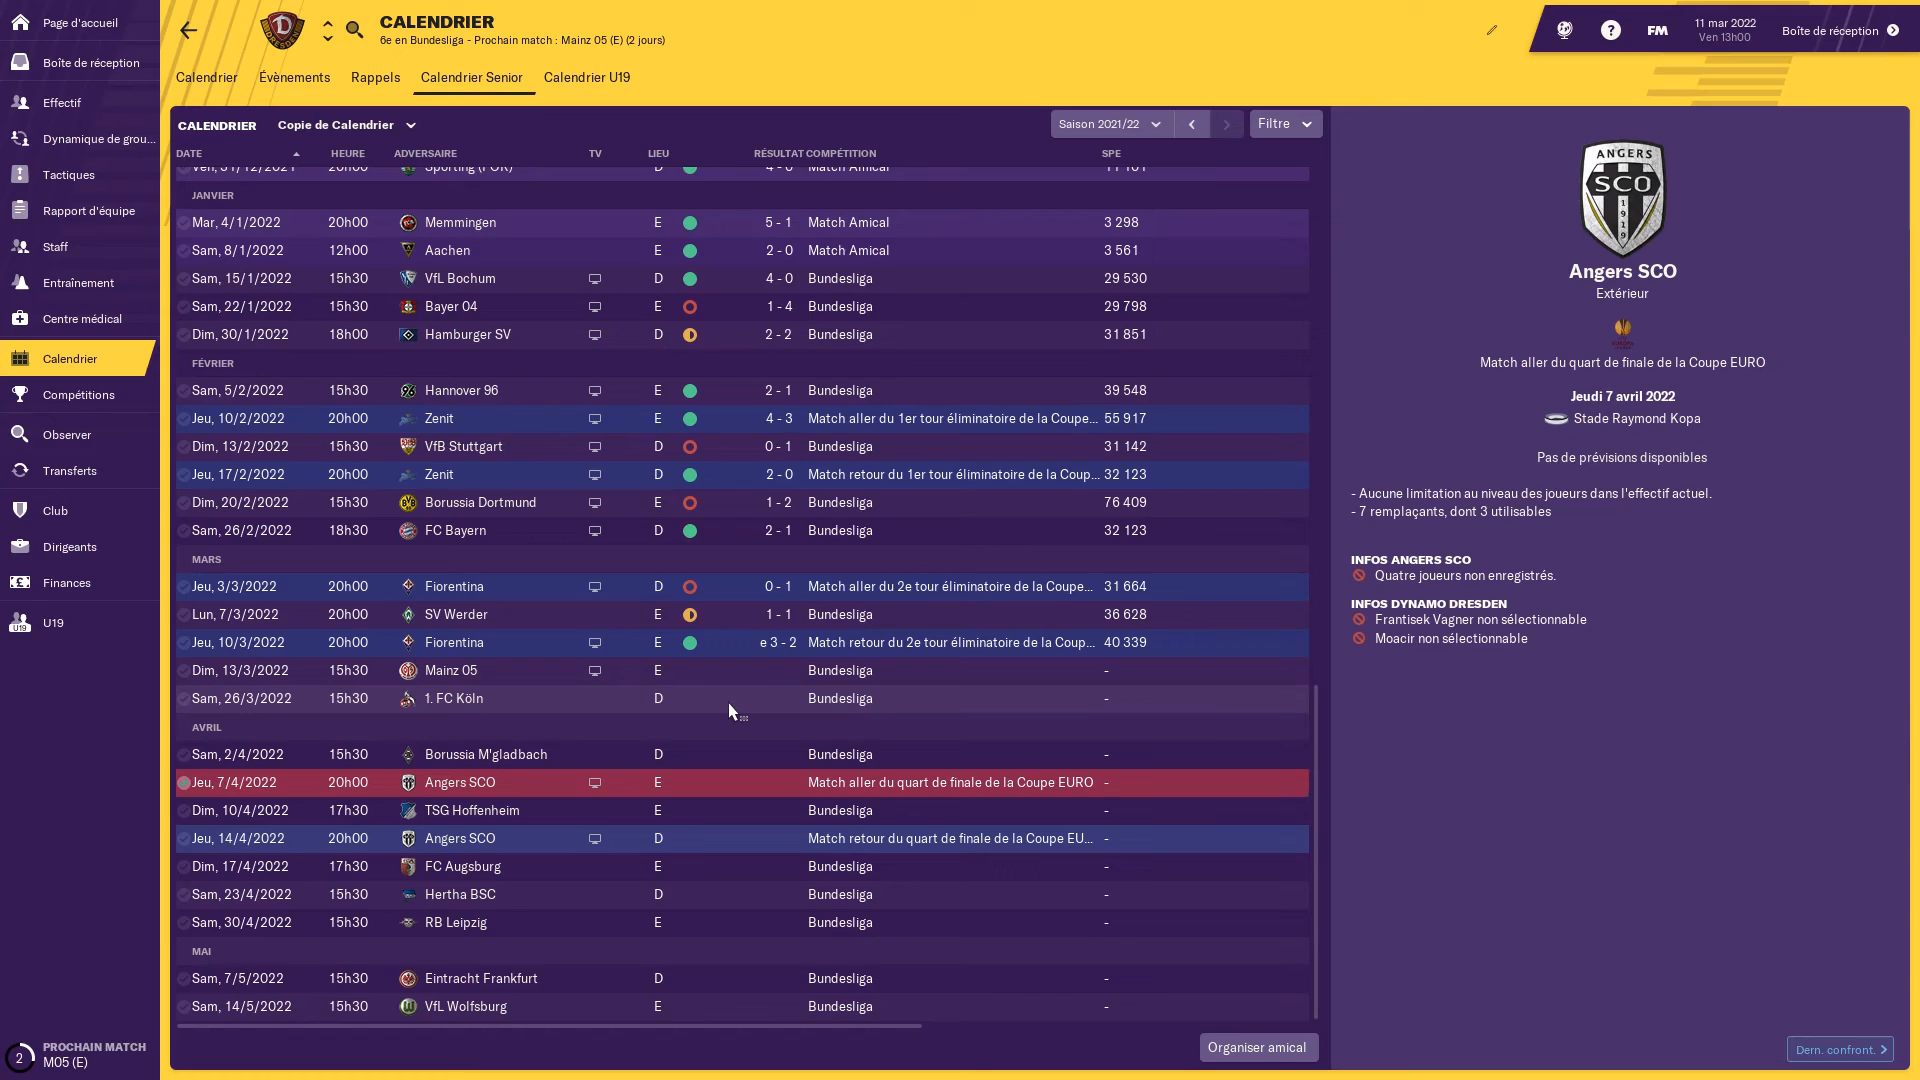 Page d'accueil
Boîte de réception
Effectif
Dynamique de grou...
Tactiques
Rapport d'équipe
Staff
Entraînement
Centre médical
Calendrier
Compétitions
Observer
Transferts
Club
Dirigeants
Finances
U19
U19
2 PROCHAIN MATCH
M05 (E)
CALENDRIER
6e en Bundesliga - Prochain match : Mainz 05 (E) (2 jours)
FM
11 mar 2022
Ven 13h00
Boîte de réception
Calendrier Évènements Rappels Calendrier Senior Calendrier U19
CALENDRIER Copie de Calendrier Saison 2021/22 Filtre
DATE HEURE ADVERSAIRE TV LIEU RÉSULTAT COMPÉTITION SPE
Ven, 31/12/2021 20h00 Sporting (POR) D 4 - 0 Match Amical 11 101
JANVIER
Mar, 4/1/2022 20h00 Memmingen E 5 - 1 Match Amical 3 298
Sam, 8/1/2022 12h00 Aachen E 2 - 0 Match Amical 3 561
Sam, 15/1/2022 15h30 VfL Bochum D 4 - 0 Bundesliga 29 530
Sam, 22/1/2022 15h30 Bayer 04 E 1 - 4 Bundesliga 29 798
Dim, 30/1/2022 18h00 Hamburger SV D 2 - 2 Bundesliga 31 851
FÉVRIER
Sam, 5/2/2022 15h30 Hannover 96 E 2 - 1 Bundesliga 39 548
Jeu, 10/2/2022 20h00 Zenit E 4 - 3 Match aller du 1er tour éliminatoire de la Coupe... 55 917
Dim, 13/2/2022 15h30 VfB Stuttgart D 0 - 1 Bundesliga 31 142
Jeu, 17/2/2022 20h00 Zenit D 2 - 0 Match retour du 1er tour éliminatoire de la Coup... 32 123
Dim, 20/2/2022 15h30 Borussia Dortmund E 1 - 2 Bundesliga 76 409
Sam, 26/2/2022 18h30 FC Bayern D 2 - 1 Bundesliga 32 123
MARS
Jeu, 3/3/2022 20h00 Fiorentina D 0 - 1 Match aller du 2e tour éliminatoire de la Coupe... 31 664
Lun, 7/3/2022 20h00 SV Werder E 1 - 1 Bundesliga 36 628
Jeu, 10/3/2022 20h00 Fiorentina E e 3 - 2 Match retour du 2e tour éliminatoire de la Coup... 40 339
Dim, 13/3/2022 15h30 Mainz 05 E Bundesliga -
Sam, 26/3/2022 15h30 1. FC Köln D Bundesliga -
AVRIL
Sam, 2/4/2022 15h30 Borussia M'gladbach D Bundesliga -
Jeu, 7/4/2022 20h00 Angers SCO E Match aller du quart de finale de la Coupe EURO -
Dim, 10/4/2022 17h30 TSG Hoffenheim E Bundesliga -
Jeu, 14/4/2022 20h00 Angers SCO D Match retour du quart de finale de la Coupe EU... -
Dim, 17/4/2022 17h30 FC Augsburg E Bundesliga -
Sam, 23/4/2022 15h30 Hertha BSC D Bundesliga -
Sam, 30/4/2022 15h30 RB Leipzig E Bundesliga -
MAI
Sam, 7/5/2022 15h30 Eintracht Frankfurt D Bundesliga -
Sam, 14/5/2022 15h30 VfL Wolfsburg E Bundesliga -
Organiser amical
ANGERS
SCO
1919
Angers SCO
Extérieur
Match aller du quart de finale de la Coupe EURO
Jeudi 7 avril 2022
Stade Raymond Kopa
Pas de prévisions disponibles
- Aucune limitation au niveau des joueurs dans l'effectif actuel.
- 7 remplaçants, dont 3 utilisables
INFOS ANGERS SCO
Quatre joueurs non enregistrés.
INFOS DYNAMO DRESDEN
Frantisek Vagner non sélectionnable
Moacir non sélectionnable
Dern. confront.